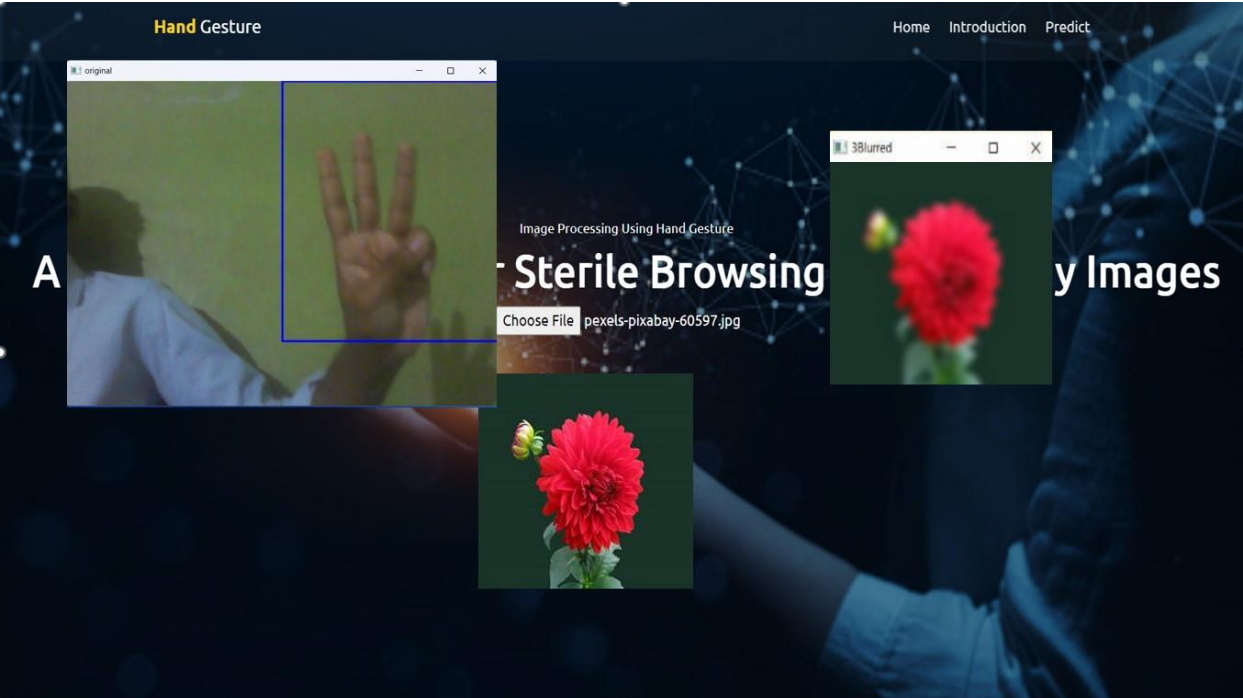 Hand Gesture
Home Introduction Predict
original
3Blurred
Image Processing Using Hand Gesture
A Sterile Browsing y Images
Choose File pexels-pixabay-60597.jpg